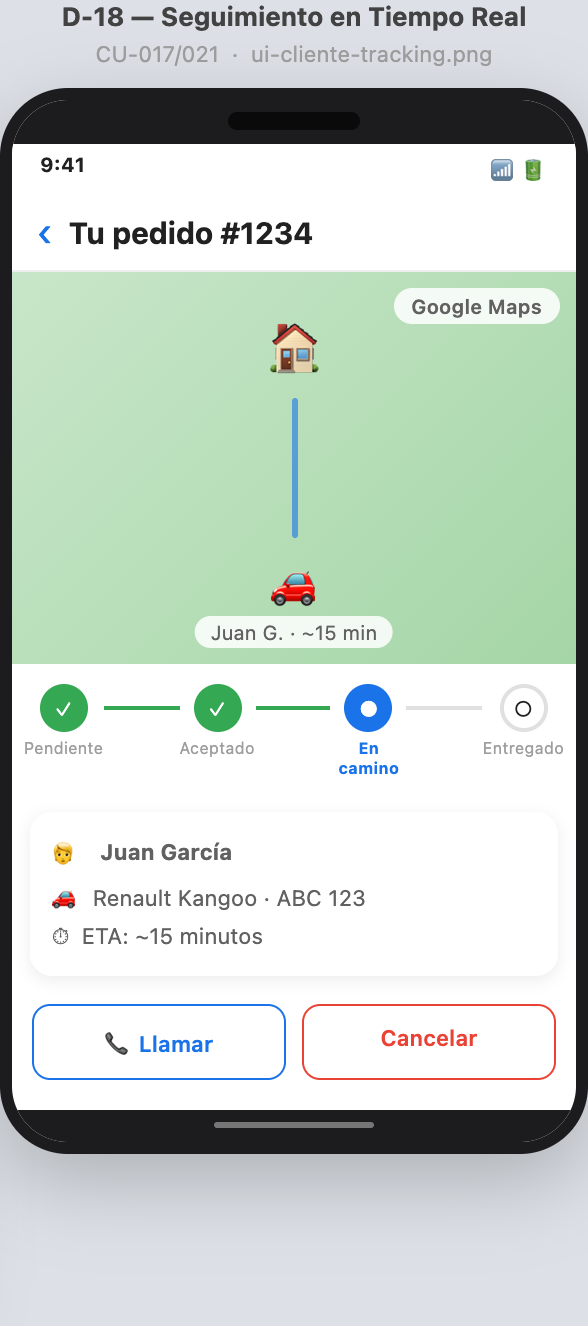 D-18 — Seguimiento en Tiempo Real
CU-017/021 · ui-cliente-tracking.png
9:41
‹ Tu pedido #1234
Google Maps
Juan G. · ~15 min
Pendiente
Aceptado
En
camino
Entregado
Juan García
Renault Kangoo · ABC 123
ETA: ~15 minutos
Llamar
Cancelar